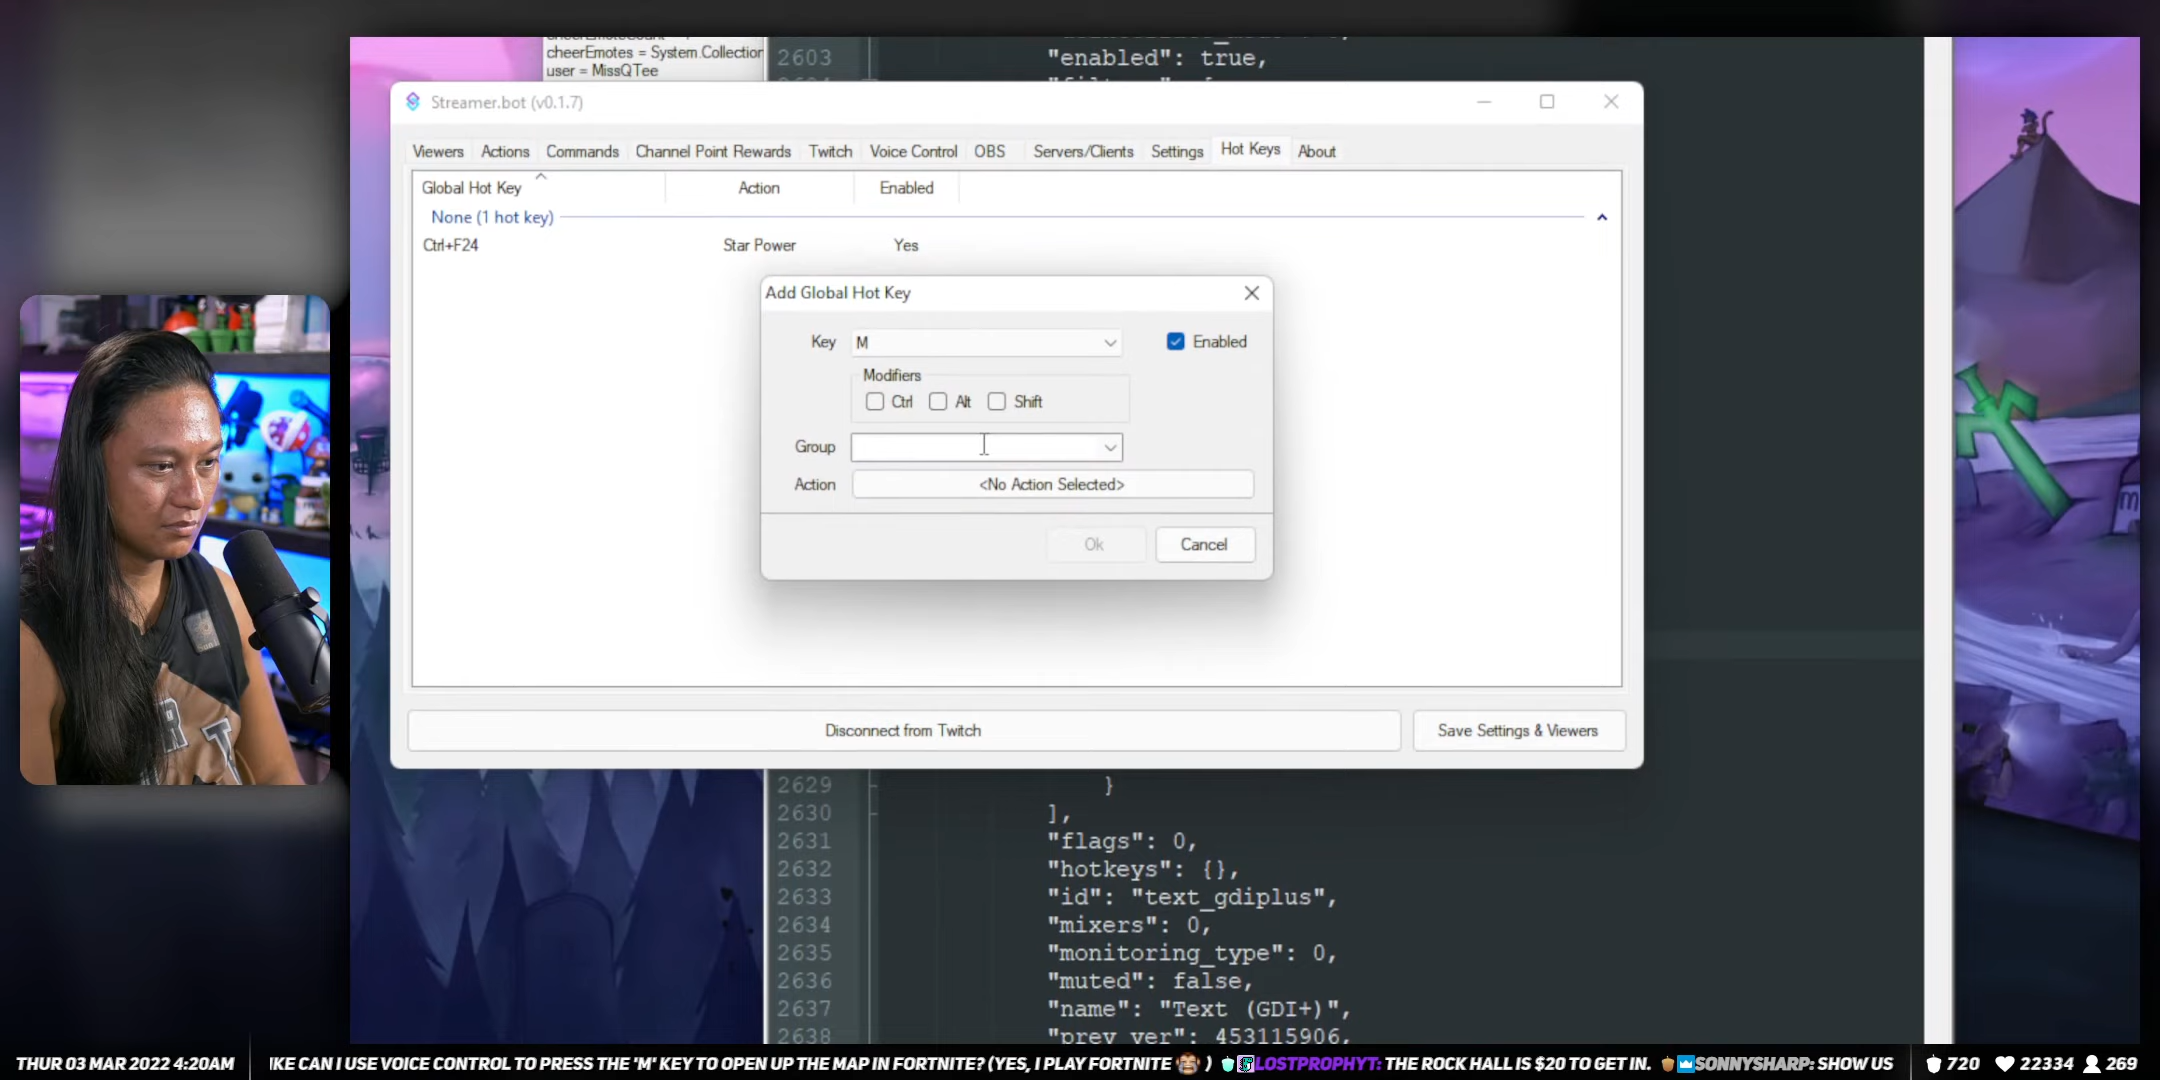 cheerEmotes = System.Collection
user = MissQTee
2603 "enabled": true,
Streamer.bot (v0.1.7)
Viewers Actions Commands Channel Point Rewards Twitch Voice Control OBS Servers/Clients Settings Hot Keys About
Global Hot Key Action Enabled
None (1 hot key)
Ctrl+F24 Star Power Yes
Add Global Hot Key
Key M Enabled
Modifiers
Ctrl Alt Shift
Group
Action <No Action Selected>
Ok Cancel
Disconnect from Twitch Save Settings & Viewers
2629 }
2630 ],
2631 "flags": 0,
2632 "hotkeys": {},
2633 "id": "text_gdiplus",
2634 "mixers": 0,
2635 "monitoring_type": 0,
2636 "muted": false,
2637 "name": "Text (GDI+)",
2638 "prev_ver": 453115906,
THUR 03 MAR 2022 4:20AM IKE CAN I USE VOICE CONTROL TO PRESS THE 'M' KEY TO OPEN UP THE MAP IN FORTNITE? (YES, I PLAY FORTNITE ) LOSTPROPHYT: THE ROCK HALL IS $20 TO GET IN. SONNYSHARP: SHOW US 720 22334 269